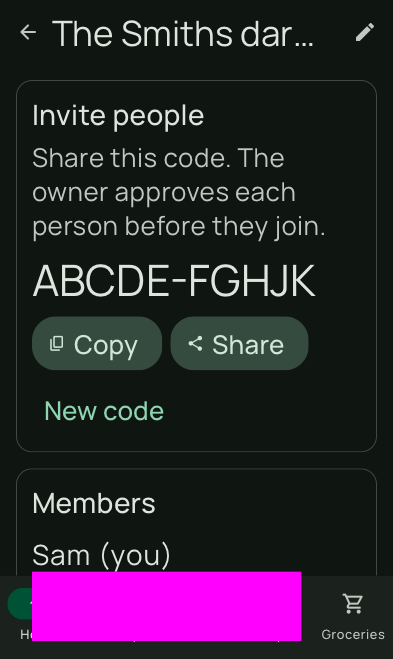 The Smiths dar...
Invite people
Share this code. The
owner approves each
person before they join.
ABCDE-FGHJK
Copy
Share
New code
Members
Sam (you)
Groceries